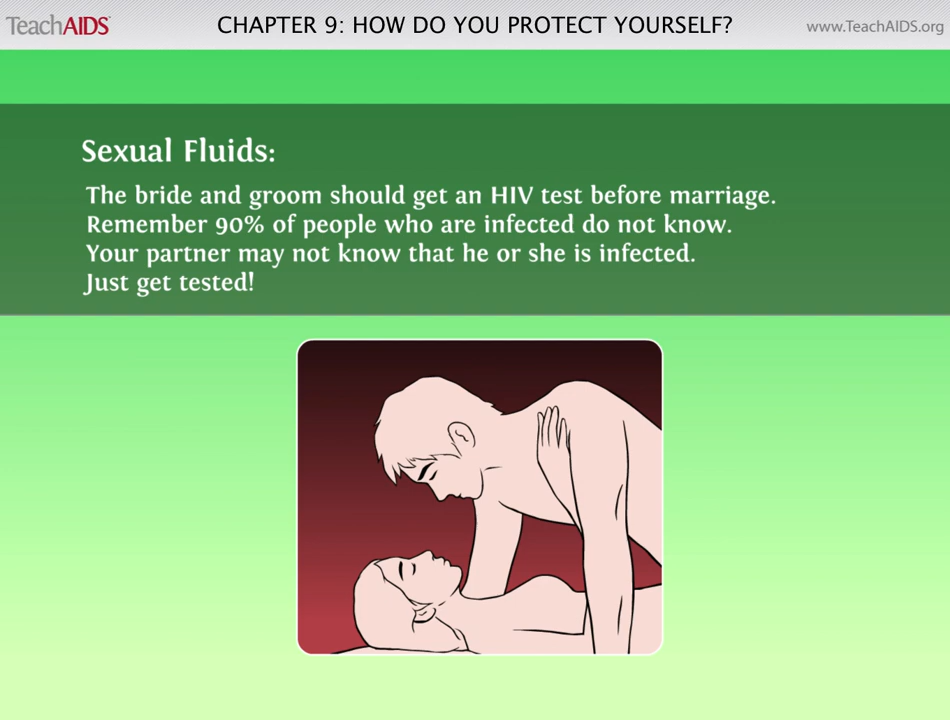 TeachAIDS CHAPTER 9: HOW DO YOU PROTECT YOURSELF? www.TeachAIDS.org
Sexual Fluids:
The bride and groom should get an HIV test before marriage.
Remember 90% of people who are infected do not know.
Your partner may not know that he or she is infected.
Just get tested!